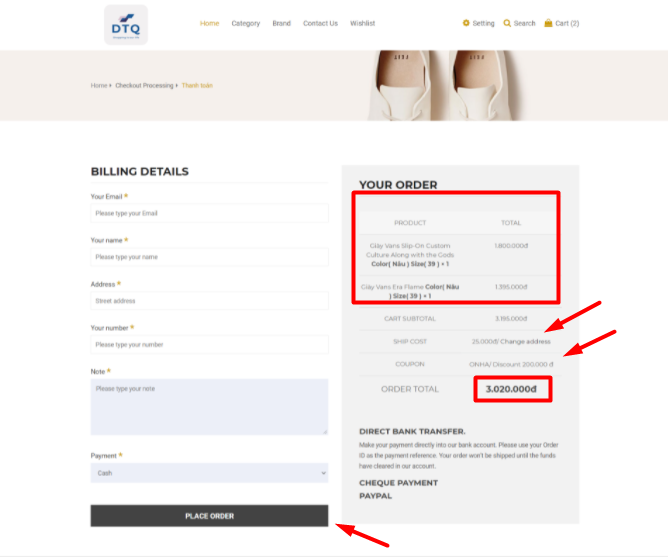 DTQ
Home Category Brand Contact Us Wishlist
Setting Search Cart (2)
Home Checkout Processing Thanh toán
BILLING DETAILS
Your Email *
Please type your Email
Your name *
Please type your name
Address *
Street address
Your number *
Please type your number
Note *
Please type your note
Payment *
Cash
PLACE ORDER
YOUR ORDER
PRODUCT TOTAL
Giày Vans Slip-On Custom 1.800.000đ
Culture Along with the Gods
Color( Nâu ) Size( 39 ) × 1
Giày Vans Era Flame Color( Nâu 1.395.000đ
) Size( 39 ) × 1
CART SUBTOTAL 3.195.000đ
SHIP COST 25.000đ/ Change address
COUPON ONHA/ Discount 200.000 đ
ORDER TOTAL 3.020.000đ
DIRECT BANK TRANSFER.
Make your payment directly into our bank account. Please use your Order
ID as the payment reference. Your order won't be shipped until the funds
have cleared in our account.
CHEQUE PAYMENT
PAYPAL